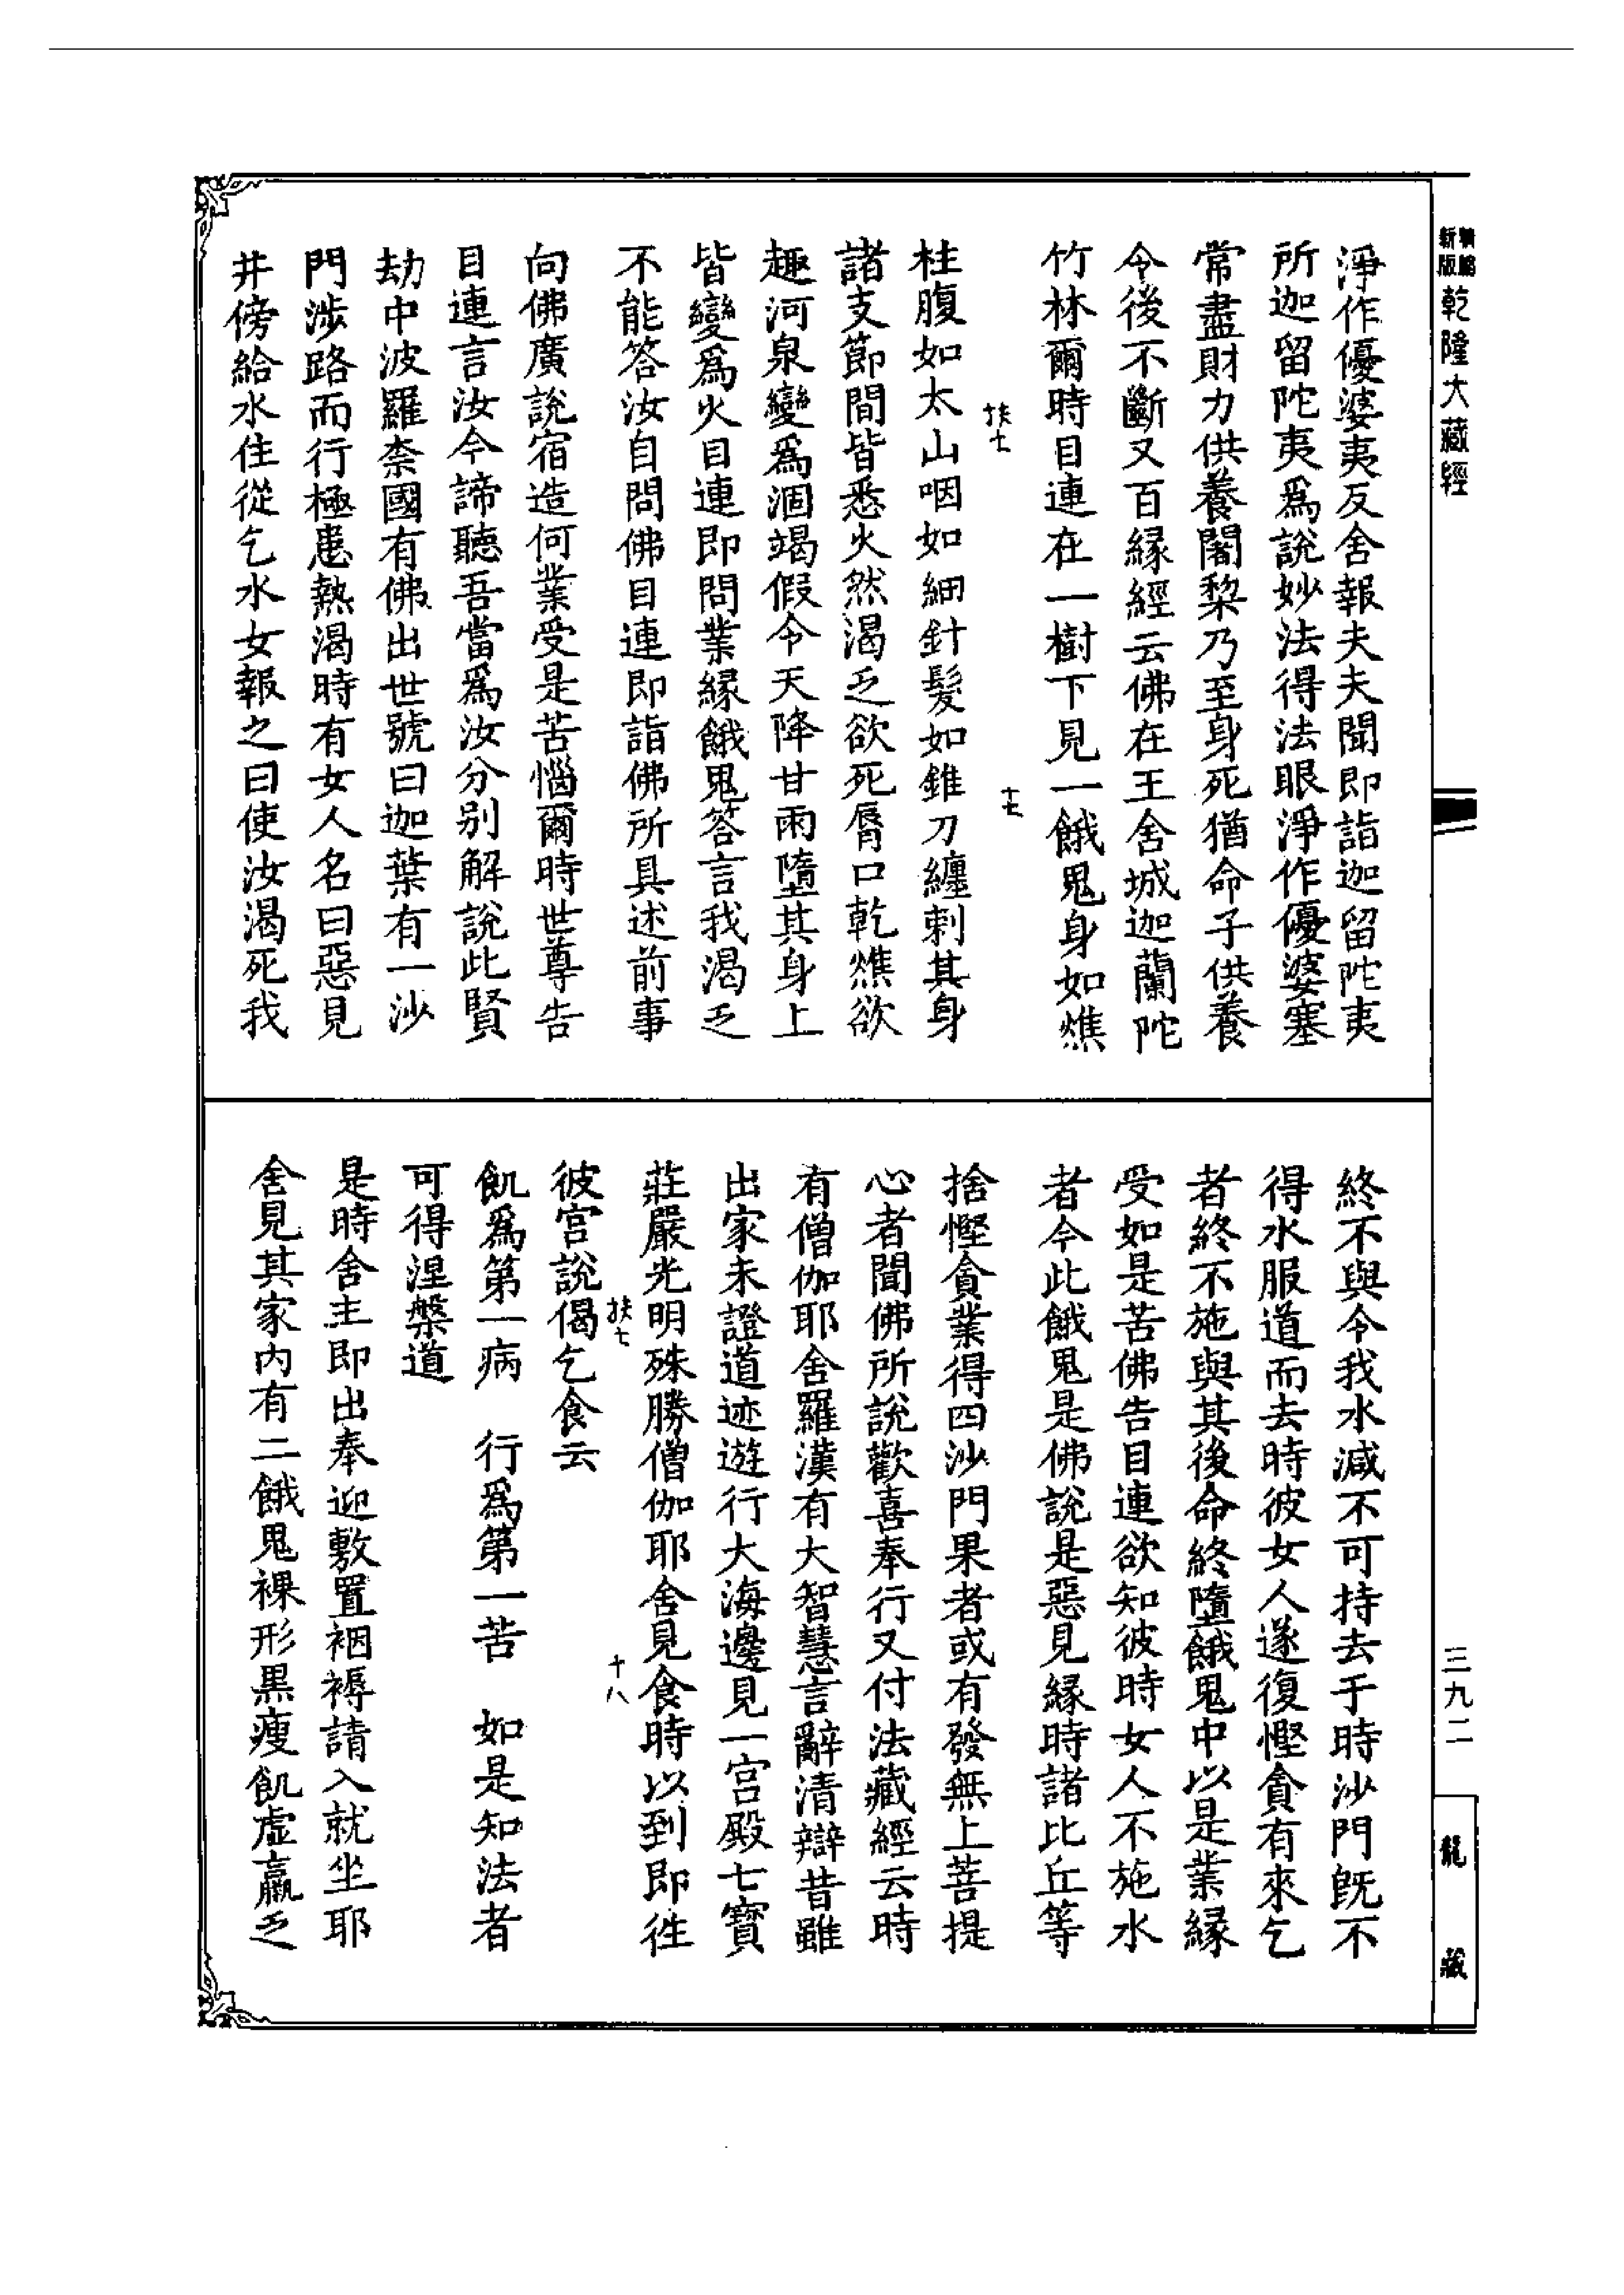 新版
乾隆大藏經
三九二
龍藏
淨作優婆夷反舍報夫夫聞即詣迦留陀夷
所迦留陀夷爲說妙法得法眼淨作優婆塞
常盡財力供養闍梨乃至身死猶命子供養
令後不斷又百緣經云佛在王舍城迦蘭陀
竹林爾時目連在一樹下見一餓鬼身如燋
扶七
十七
柱腹如太山咽如細針髮如錐刀纏刺其身
諸支節間皆悉火然渴乏欲死脣口乾燋欲
趣河泉變爲涸竭假令天降甘雨墮其身上
皆變爲火目連即問業緣餓鬼答言我渴乏
不能答汝自問佛目連即詣佛所具述前事
向佛廣說宿造何業受是苦惱爾時世尊告
目連言汝今諦聽吾當爲汝分別解說此賢
劫中波羅柰國有佛出世號曰迦葉有一沙
門涉路而行極患熱渴時有女人名曰惡見
井傍給水住從乞水女報之曰使汝渴死我
終不與令我水減不可持去于時沙門旣不
得水服道而去時彼女人遂復慳貪有來乞
者終不施與其後命終墮餓鬼中以是業緣
受如是苦佛告目連欲知彼時女人不施水
者今此餓鬼是佛說是惡見緣時諸比丘等
捨慳貪業得四沙門果者或有發無上菩提
心者聞佛所說歡喜奉行又付法藏經云時
有僧伽耶舍羅漢有大智慧言辭清辯昔雖
出家未證道迹遊行大海邊見一宮殿七寶
莊嚴光明殊勝僧伽耶舍見食時以到即往
扶七
十八
彼宮說偈乞食云
飢爲第一病　行爲第一苦　如是知法者
可得涅槃道
是時舍主即出奉迎敷置裀褥請入就坐耶
舍見其家內有二餓鬼裸形黑瘦飢虛羸乏